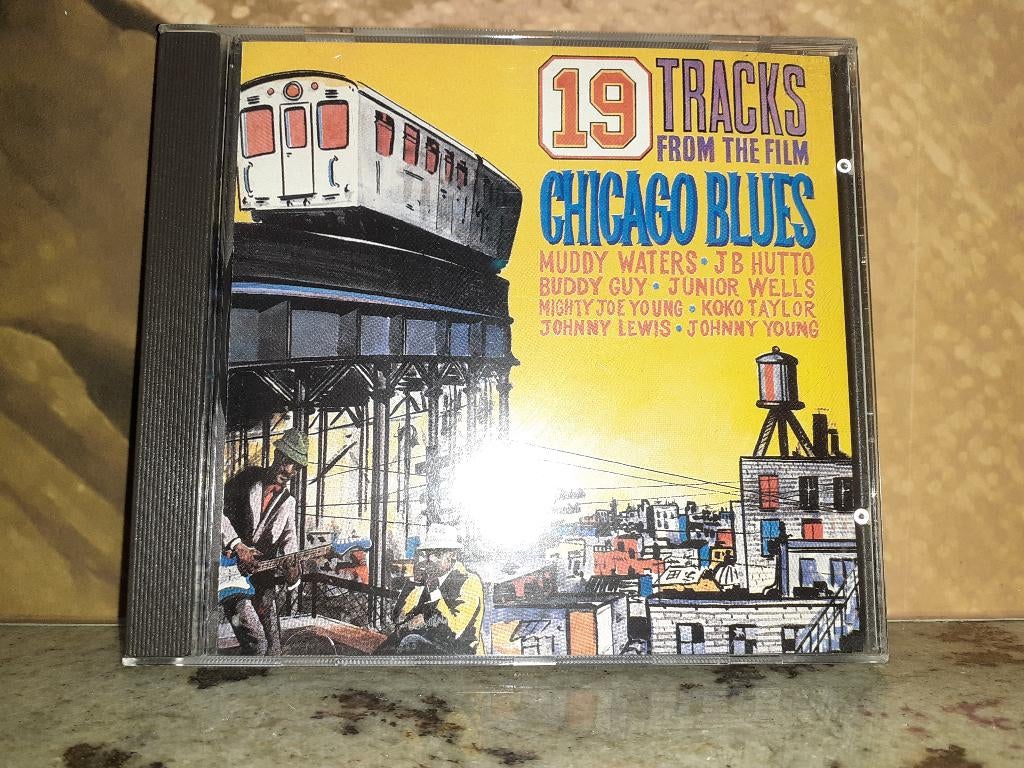 19 TRACKS
FROM THE FILM
CHICAGO BLUES
MUDDY WATERS • JB HUTTO
BUDDY GUY • JUNIOR WELLS
MIGHTY JOE YOUNG • KOKO TAYLOR
JOHNNY LEWIS • JOHNNY YOUNG